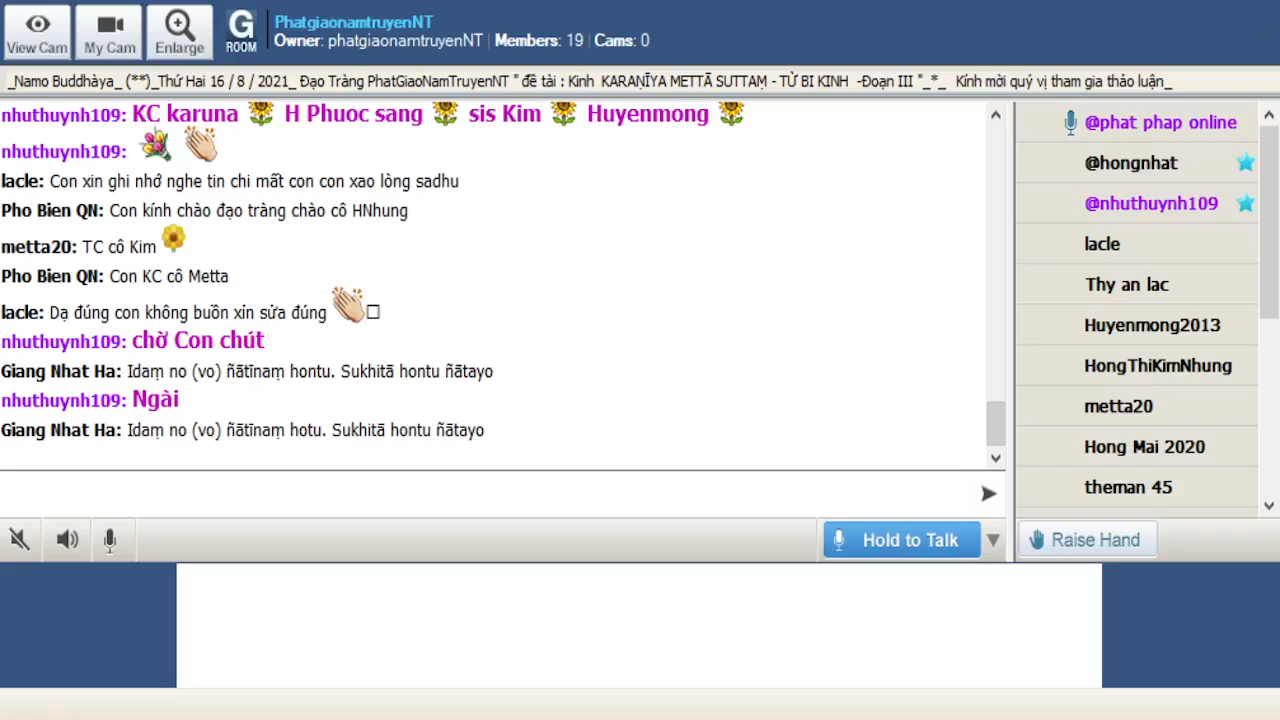 View Cam
My Cam
Enlarge
G
ROOM
PhatgiaonamtruyenNT
Owner: phatgiaonamtruyenNT | Members: 19 | Cams: 0
_Namo Buddhàya_ (**)_Thứ Hai 16 / 8 / 2021_ Đạo Tràng PhatGiaoNamTruyenNT " đề tài : Kinh KARAṆĪYA METTĀ SUTTAṂ - TỪ BI KINH -Đoạn III "_*_ Kính mời quý vị tham gia thảo luận_
nhuthuynh109: KC karuna H Phuoc sang sis Kim Huyenmong
nhuthuynh109:
lacle: Con xin ghi nhớ nghe tin chi mất con con xao lòng sadhu
Pho Bien QN: Con kính chào đạo tràng chào cô HNhung
metta20: TC cô Kim
Pho Bien QN: Con KC cô Metta
lacle: Dạ đúng con không buồn xin sửa đúng
nhuthuynh109: chờ Con chút
Giang Nhat Ha: Idaṃ no (vo) ñātīnaṃ hontu. Sukhitā hontu ñātayo
nhuthuynh109: Ngài
Giang Nhat Ha: Idaṃ no (vo) ñātīnaṃ hotu. Sukhitā hontu ñātayo
@phat phap online
@hongnhat
@nhuthuynh109
lacle
Thy an lac
Huyenmong2013
HongThiKimNhung
metta20
Hong Mai 2020
theman 45
Hold to Talk
Raise Hand